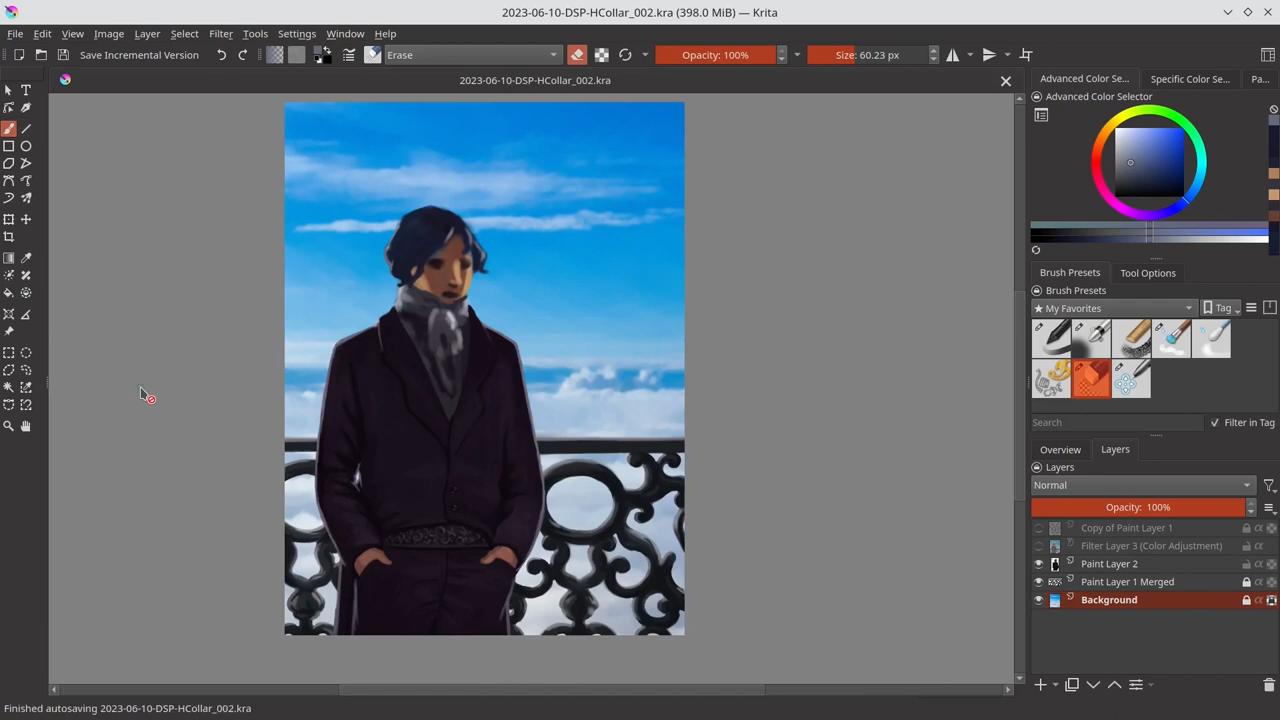 2023-06-10-DSP-HCollar_002.kra (398.0 MiB) — Krita
File Edit View Image Layer Select Filter Tools Settings Window Help
Save Incremental Version Erase Opacity: 100% Size: 60.23 px
2023-06-10-DSP-HCollar_002.kra
Advanced Color Se... Specific Color Se... Pa...
Advanced Color Selector
Brush Presets Tool Options
Brush Presets
★ My Favorites Tag
Search Filter in Tag
Overview Layers
Layers
Normal
Opacity: 100%
Copy of Paint Layer 1
Filter Layer 3 (Color Adjustment)
Paint Layer 2
Paint Layer 1 Merged
Background
Finished autosaving 2023-06-10-DSP-HCollar_002.kra